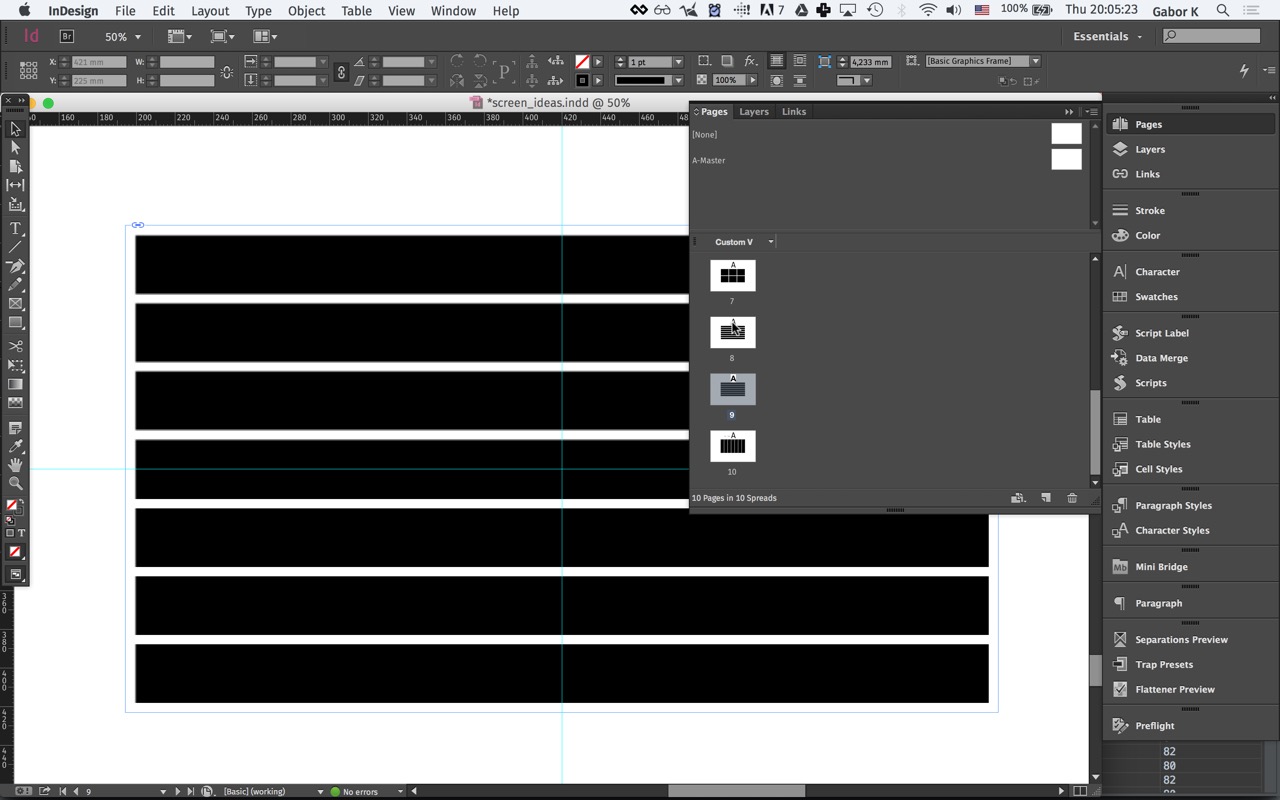 InDesign File Edit Layout Type Object Table View Window Help 7 100% Thu 20:05:23 Gabor K
Id Br 50% Essentials
X: 421 mm W: 1 pt fx. 4,233 mm [Basic Graphics Frame]
Y: 225 mm H: P 100%
*screen_ideas.indd @ 50%
160 180 200 220 240 260 280 300 320 340 360 380 400 420 440 460
Pages Layers Links
[None]
A-Master
Custom V
A
7
8
A
9
A
10
10 Pages in 10 Spreads
Pages
Layers
Links
Stroke
Color
Character
Swatches
Script Label
Data Merge
Scripts
Table
Table Styles
Cell Styles
Paragraph Styles
Character Styles
Mb Mini Bridge
Paragraph
Separations Preview
Trap Presets
Flattener Preview
Preflight
82
80
82
T
T
360
380
400
420
440
9 [Basic] (working) No errors